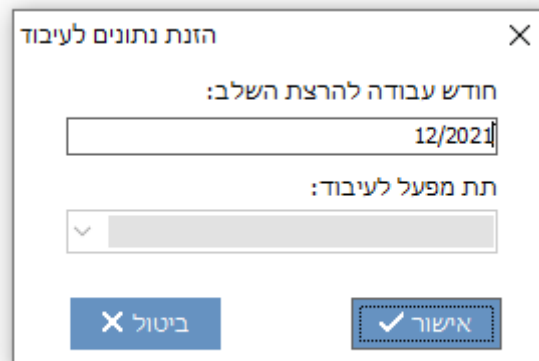 הזנת נתונים לעיבוד
חודש עבודה להרצת השלב:
12/2021
תת מפעל לעיבוד:
אישור
ביטול